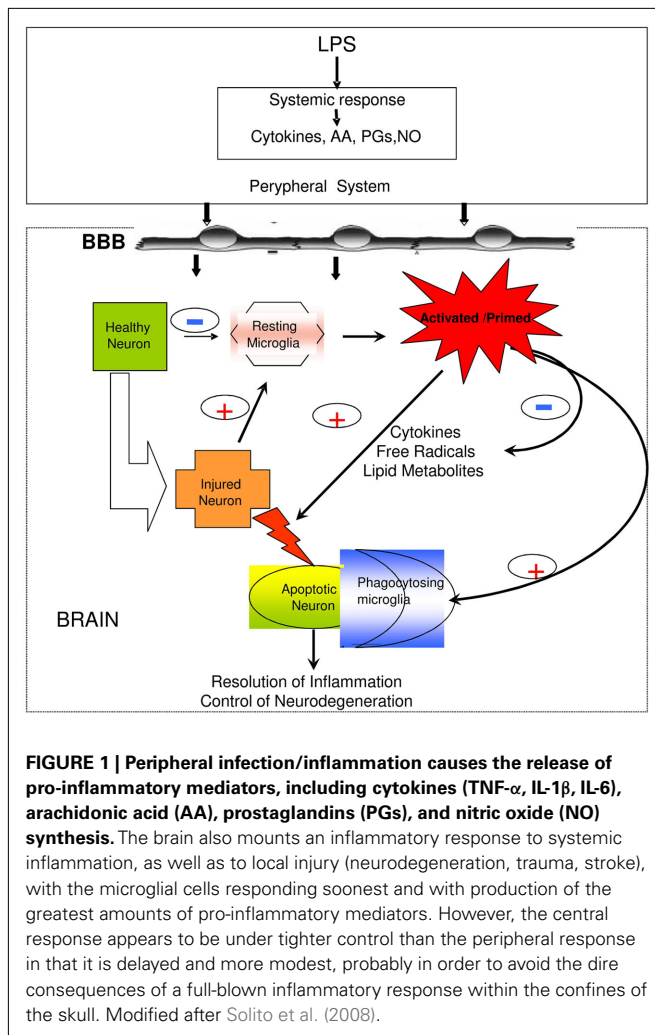 LPS
Systemic response
Cytokines, AA, PGs,NO
Perypheral System
BBB
Healthy
Neuron
Resting
Microglia
Activated /Primed
Cytokines
Free Radicals
Lipid Metabolites
Injured
Neuron
Apoptotic
Neuron
Phagocytosing
microglia
BRAIN
Resolution of Inflammation
Control of Neurodegeneration
FIGURE 1 | Peripheral infection/inflammation causes the release of
pro-inflammatory mediators, including cytokines (TNF-α, IL-1β, IL-6),
arachidonic acid (AA), prostaglandins (PGs), and nitric oxide (NO)
synthesis. The brain also mounts an inflammatory response to systemic
inflammation, as well as to local injury (neurodegeneration, trauma, stroke),
with the microglial cells responding soonest and with production of the
greatest amounts of pro-inflammatory mediators. However, the central
response appears to be under tighter control than the peripheral response
in that it is delayed and more modest, probably in order to avoid the dire
consequences of a full-blown inflammatory response within the confines of
the skull. Modified after Solito et al. (2008).